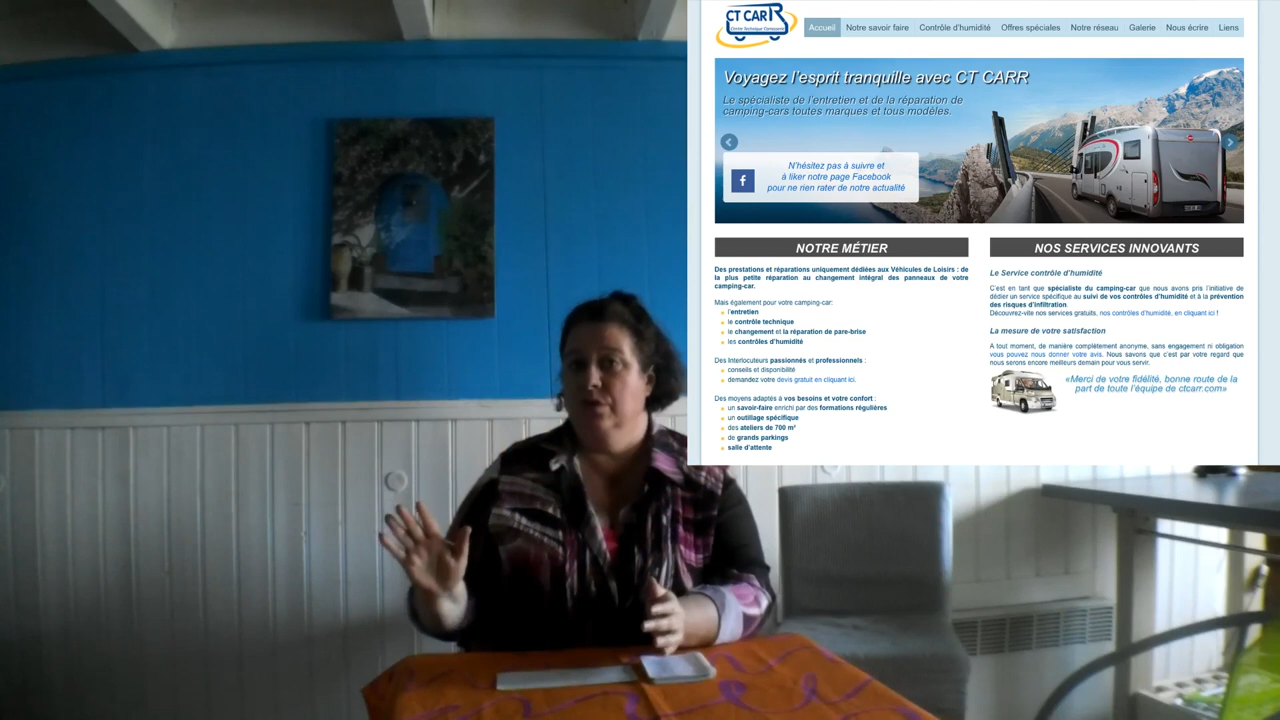 CT CARR
Centre Technique Camping-car
Accueil Notre savoir faire Contrôle d'humidité Offres spéciales Notre réseau Galerie Nous écrire Liens
Voyagez l'esprit tranquille avec CT CARR
Le spécialiste de l'entretien et de la réparation de
camping-cars toutes marques et tous modèles.
f
N'hésitez pas à suivre et
à liker notre page Facebook
pour ne rien rater de notre actualité
NOTRE MÉTIER
Des prestations et réparations uniquement dédiées aux Véhicules de Loisirs : de
la plus petite réparation au changement intégral des panneaux de votre
camping-car.
Mais également pour votre camping-car:
l'entretien
le contrôle technique
le changement et la réparation de pare-brise
les contrôles d'humidité
Des Interlocuteurs passionnés et professionnels :
conseils et disponibilité
demandez votre devis gratuit en cliquant ici.
Des moyens adaptés à vos besoins et votre confort :
un savoir-faire enrichi par des formations régulières
un outillage spécifique
des ateliers de 700 m²
de grands parkings
salle d'attente
NOS SERVICES INNOVANTS
Le Service contrôle d'humidité
C'est en tant que spécialiste du camping-car que nous avons pris l'initiative de
dédier un service spécifique au suivi de vos contrôles d'humidité et à la prévention
des risques d'infiltration.
Découvrez-vite nos services gratuits, nos contrôles d'humidité, en cliquant ici !
La mesure de votre satisfaction
A tout moment, de manière complètement anonyme, sans engagement ni obligation
vous pouvez nous donner votre avis. Nous savons que c'est par votre regard que
nous serons encore meilleurs demain pour vous servir.
«Merci de votre fidélité, bonne route de la
part de toute l'équipe de ctcarr.com»